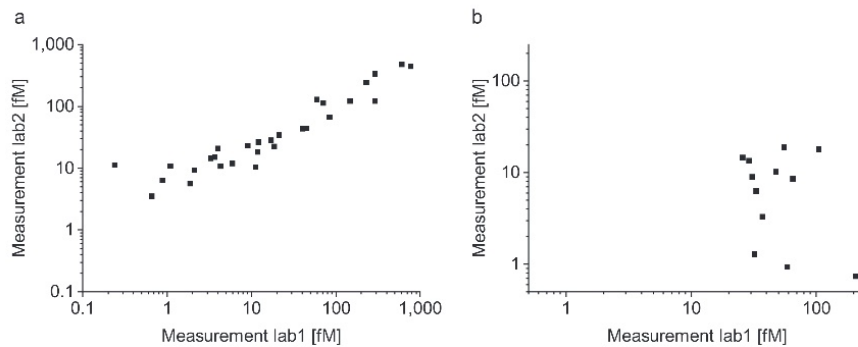 a
1,000
100
10
1
0.1
Measurement lab2 [fM]
0.1 1 10 100 1,000
Measurement lab1 [fM]
b
100
10
1
Measurement lab2 [fM]
1 10 100
Measurement lab1 [fM]